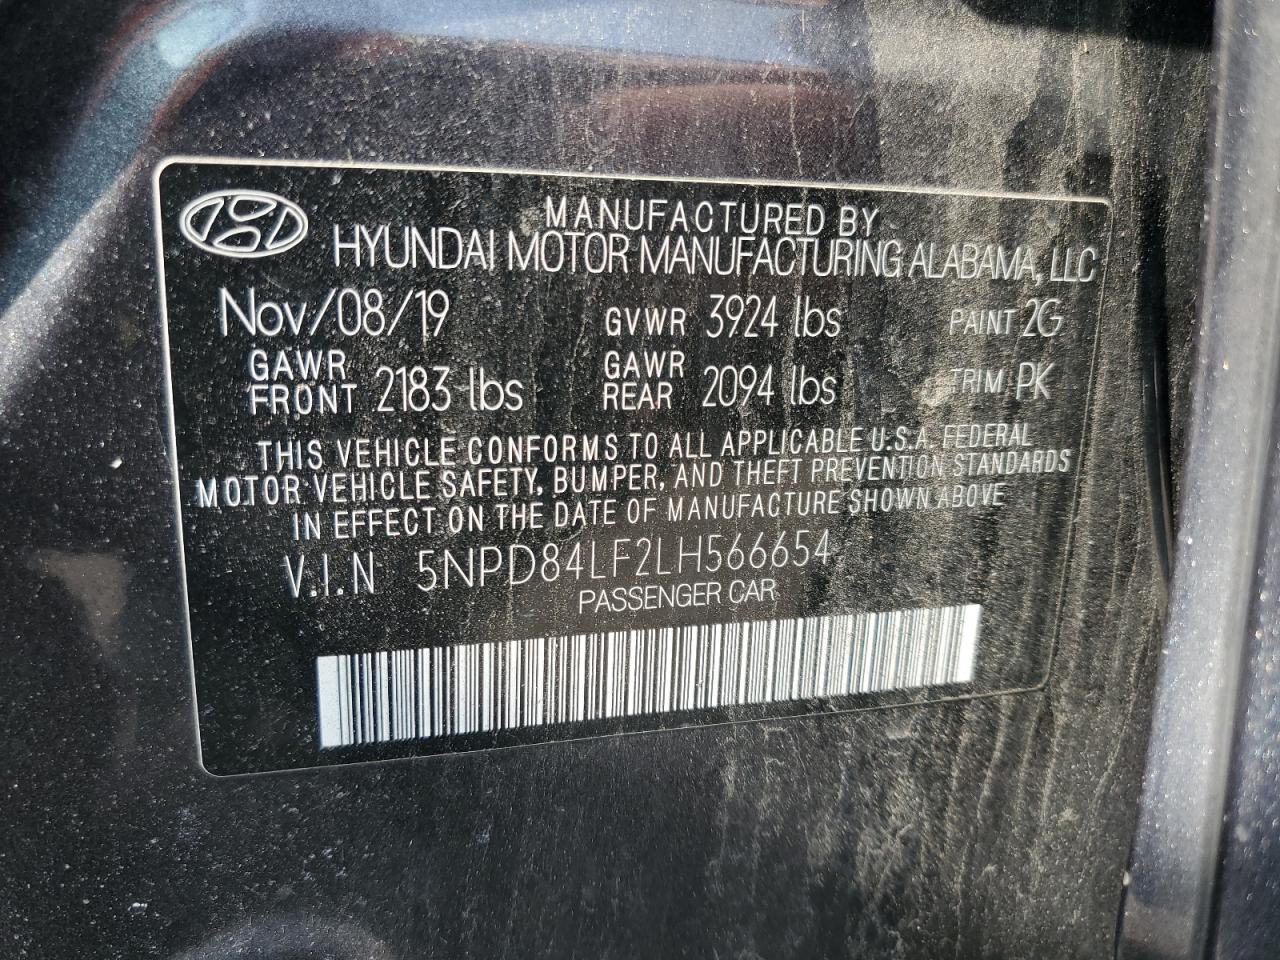 MANUFACTURED BY
HYUNDAI MOTOR MANUFACTURING ALABAMA, LLC
Nov/08/19 GVWR 3924 lbs PAINT 2G
GAWR FRONT 2183 lbs GAWR REAR 2094 lbs TRIM PK
THIS VEHICLE CONFORMS TO ALL APPLICABLE U.S.A. FEDERAL
MOTOR VEHICLE SAFETY, BUMPER, AND THEFT PREVENTION STANDARDS
IN EFFECT ON THE DATE OF MANUFACTURE SHOWN ABOVE
V.I.N 5NPD84LF2LH566654
PASSENGER CAR